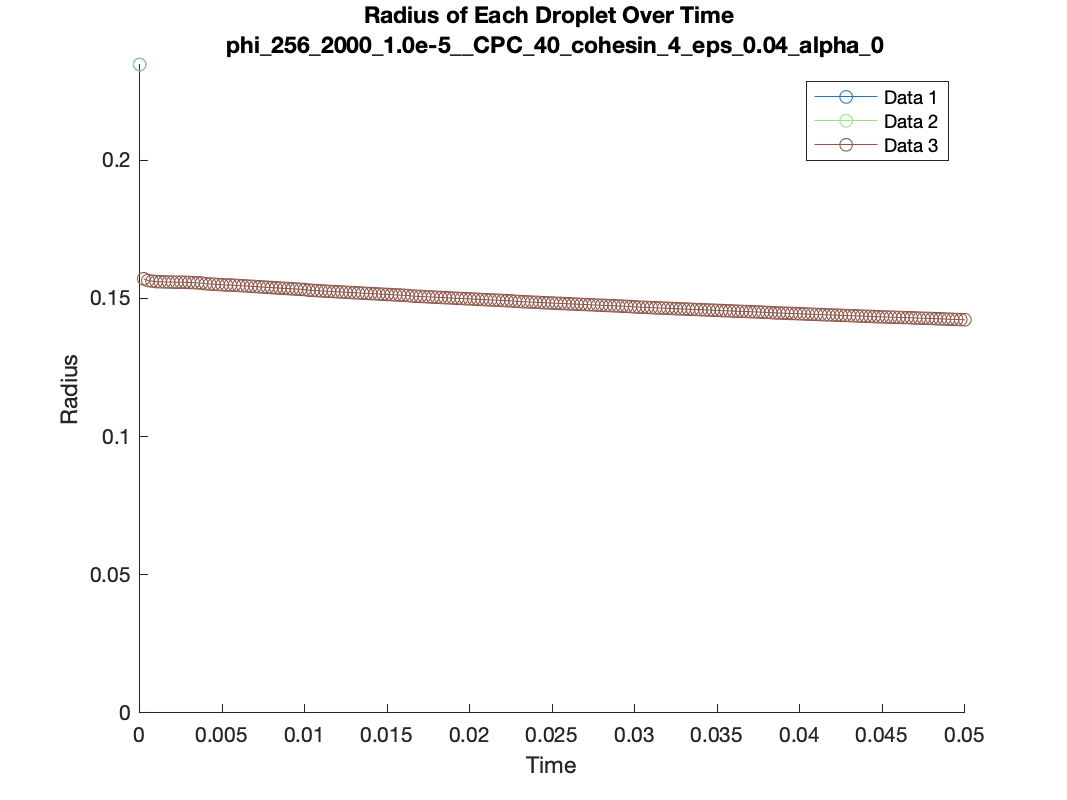 Radius of Each Droplet Over Time
phi_256_2000_1.0e-5__CPC_40_cohesin_4_eps_0.04_alpha_0
Data 1
Data 2
Data 3
0.2
0.15
0.1
0.05
0
Radius
0 0.005 0.01 0.015 0.02 0.025 0.03 0.035 0.04 0.045 0.05
Time